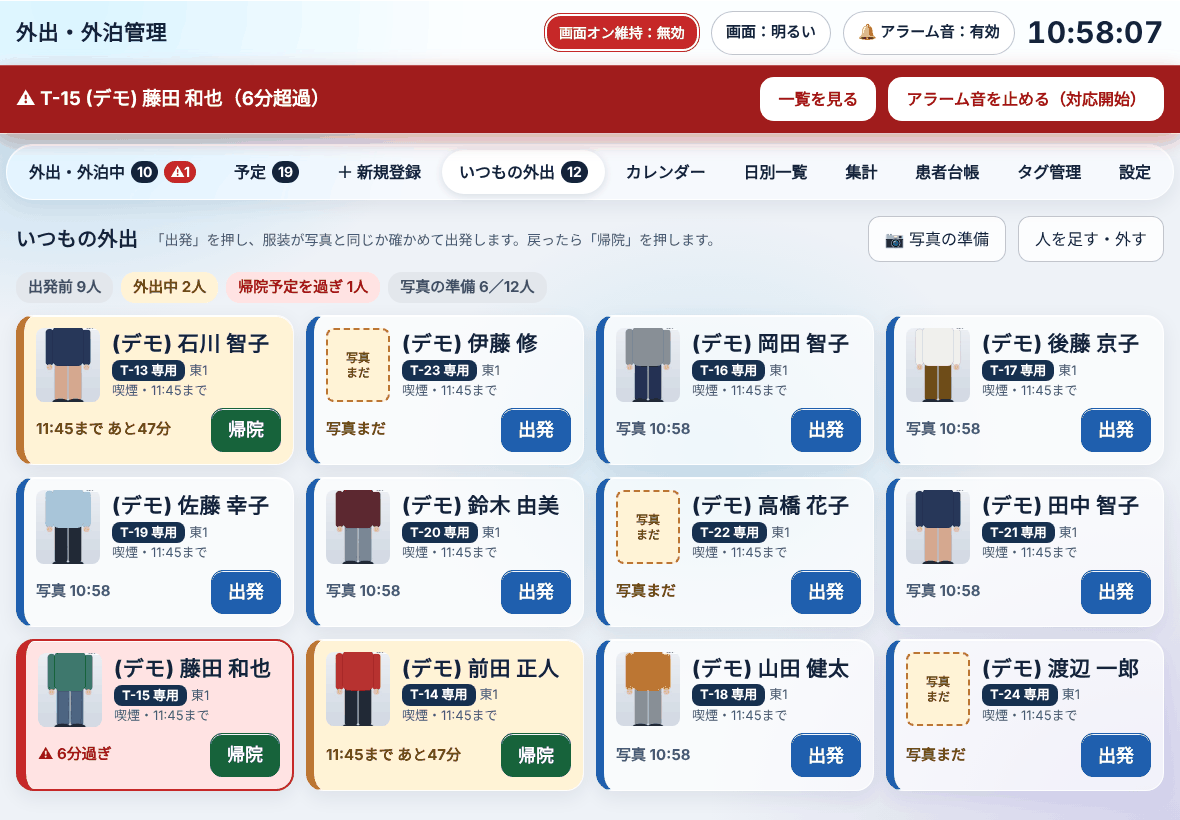 外出・外泊管理
画面オン維持：無効
画面：明るい
🔔 アラーム音：有効
10:58:07
⚠ T-15 (デモ) 藤田 和也（6分超過）
一覧を見る
アラーム音を止める（対応開始）
外出・外泊中 10 ⚠1
予定 19
＋ 新規登録
いつもの外出 12
カレンダー
日別一覧
集計
患者台帳
タグ管理
設定
いつもの外出
「出発」を押し、服装が写真と同じか確かめて出発します。戻ったら「帰院」を押します。
📷 写真の準備
人を足す・外す
出発前 9人
外出中 2人
帰院予定を過ぎ 1人
写真の準備 6／12人
(デモ) 石川 智子
T-13 専用 東1
喫煙・11:45まで
11:45まで あと47分
帰院
写真
まだ
(デモ) 伊藤 修
T-23 専用 東1
喫煙・11:45まで
写真まだ
出発
(デモ) 岡田 智子
T-16 専用 東1
喫煙・11:45まで
写真 10:58
出発
(デモ) 後藤 京子
T-17 専用 東1
喫煙・11:45まで
写真 10:58
出発
(デモ) 佐藤 幸子
T-19 専用 東1
喫煙・11:45まで
写真 10:58
出発
(デモ) 鈴木 由美
T-20 専用 東1
喫煙・11:45まで
写真 10:58
出発
写真
まだ
(デモ) 高橋 花子
T-22 専用 東1
喫煙・11:45まで
写真まだ
出発
(デモ) 田中 智子
T-21 専用 東1
喫煙・11:45まで
写真 10:58
出発
(デモ) 藤田 和也
T-15 専用 東1
喫煙・11:45まで
⚠ 6分過ぎ
帰院
(デモ) 前田 正人
T-14 専用 東1
喫煙・11:45まで
11:45まで あと47分
帰院
(デモ) 山田 健太
T-18 専用 東1
喫煙・11:45まで
写真 10:58
出発
写真
まだ
(デモ) 渡辺 一郎
T-24 専用 東1
喫煙・11:45まで
写真まだ
出発